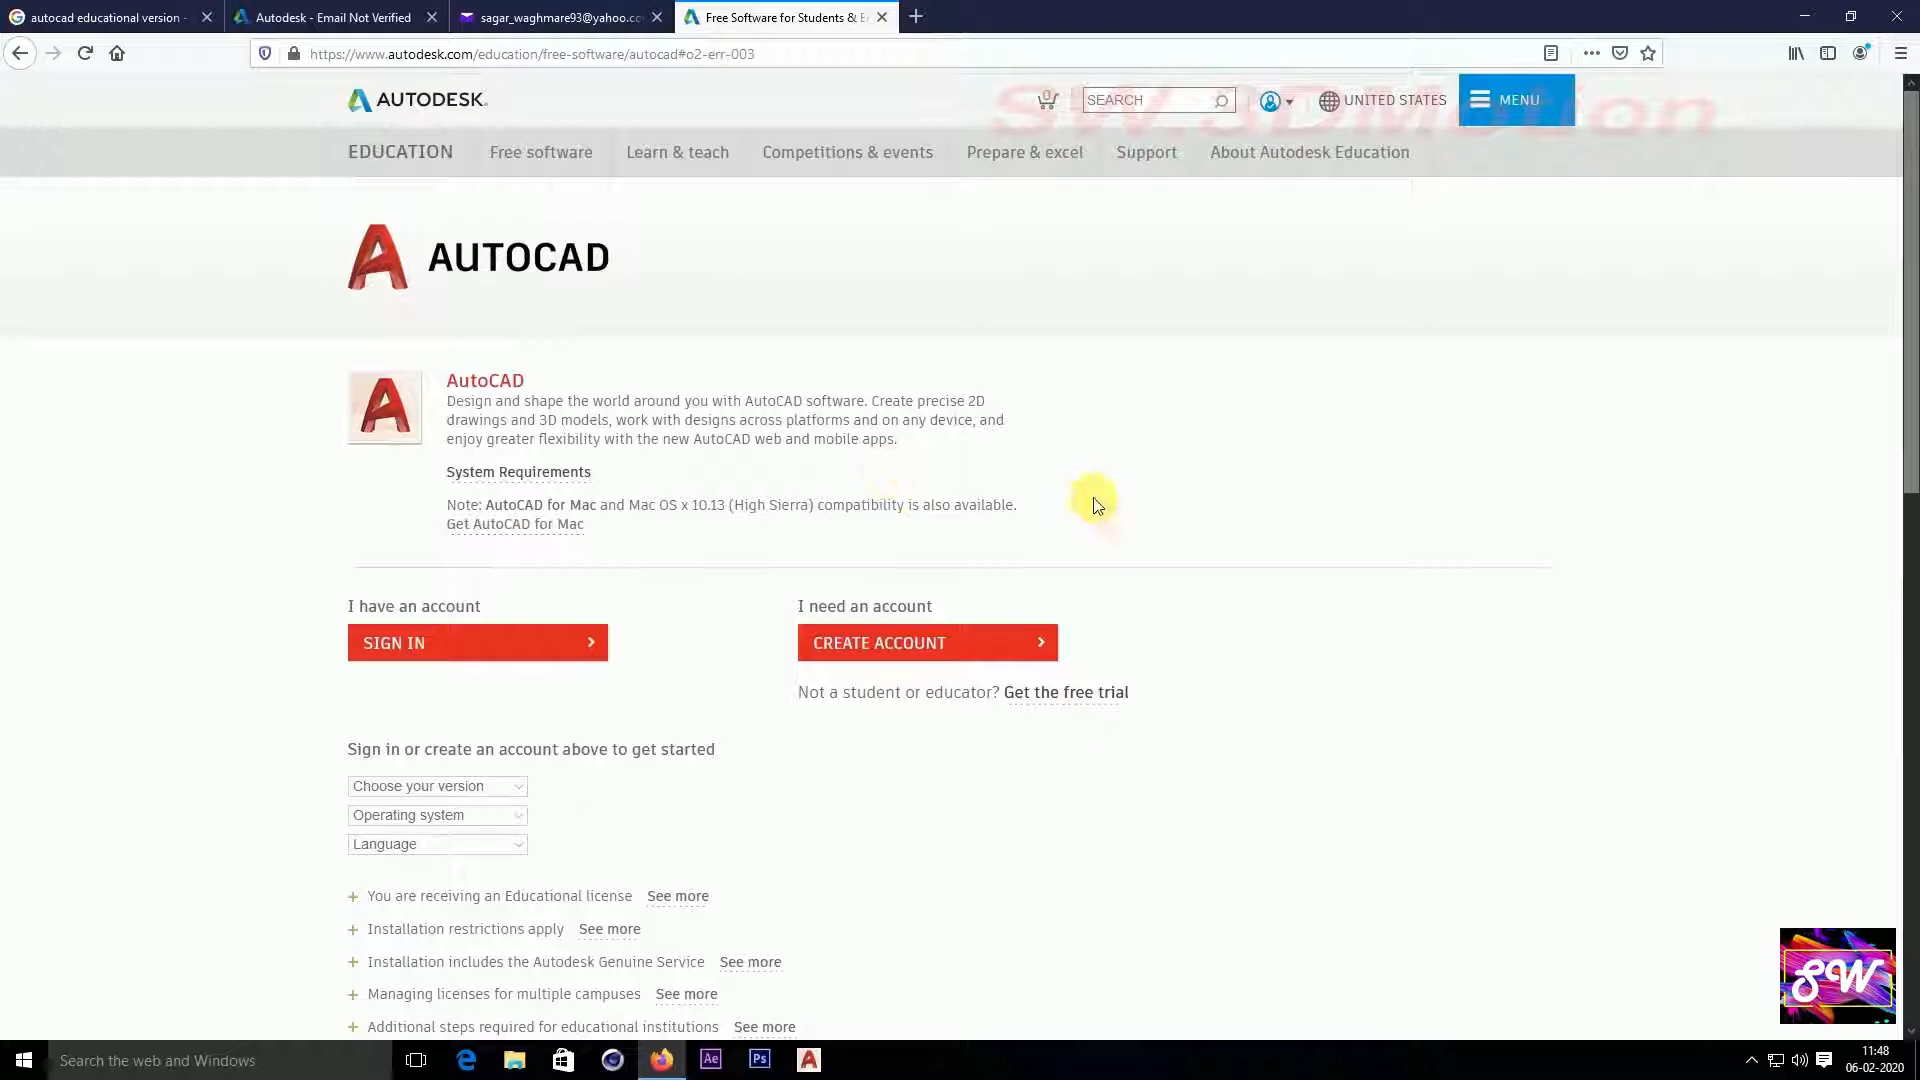 autocad educational version -
Autodesk - Email Not Verified
sagar_waghmare93@yahoo.co
Free Software for Students & E
https://www.autodesk.com/education/free-software/autocad#o2-err-003
AUTODESK.
0
SEARCH
UNITED STATES
MENU
SW.3DMotion
EDUCATION
Free software
Learn & teach
Competitions & events
Prepare & excel
Support
About Autodesk Education
AUTOCAD
AutoCAD
Design and shape the world around you with AutoCAD software. Create precise 2D
drawings and 3D models, work with designs across platforms and on any device, and
enjoy greater flexibility with the new AutoCAD web and mobile apps.
System Requirements
Note: AutoCAD for Mac and Mac OS x 10.13 (High Sierra) compatibility is also available.
Get AutoCAD for Mac
I have an account
I need an account
SIGN IN
CREATE ACCOUNT
Not a student or educator? Get the free trial
Sign in or create an account above to get started
Choose your version
Operating system
Language
+ You are receiving an Educational license See more
+ Installation restrictions apply See more
+ Installation includes the Autodesk Genuine Service See more
+ Managing licenses for multiple campuses See more
+ Additional steps required for educational institutions See more
SW
Search the web and Windows
Ae
Ps
11:48
06-02-2020